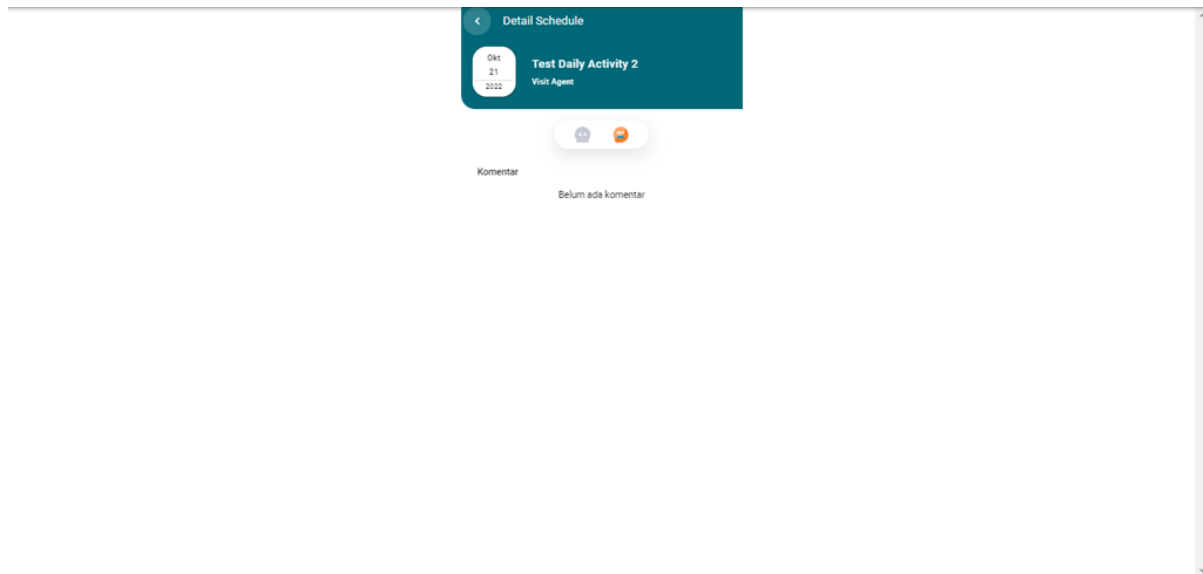 Detail Schedule
Okt
21
2022
Test Daily Activity 2
Visit Agent
Komentar
Belum ada komentar